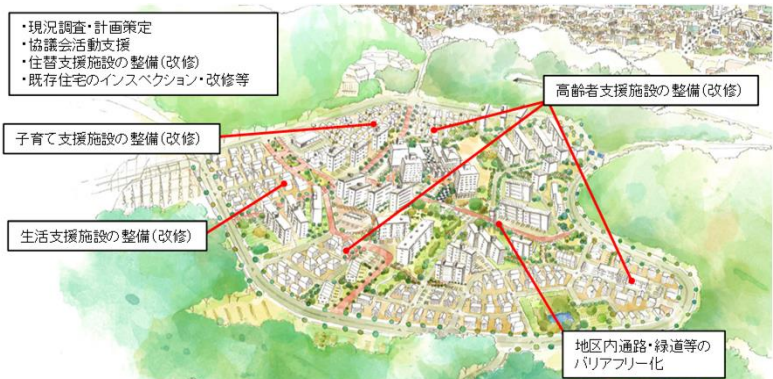 ・現況調査・計画策定
・協議会活動支援
・住替支援施設の整備(改修)
・既存住宅のインスペクション・改修等
高齢者支援施設の整備(改修)
子育て支援施設の整備(改修)
生活支援施設の整備(改修)
地区内通路・緑道等の
バリアフリー化